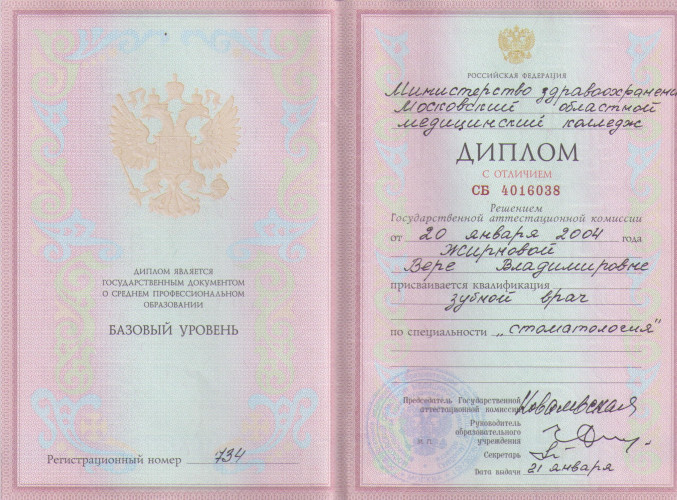 ДИПЛОМ ЯВЛЯЕТСЯ
ГОСУДАРСТВЕННЫМ ДОКУМЕНТОМ
О СРЕДНЕМ ПРОФЕССИОНАЛЬНОМ
ОБРАЗОВАНИИ
БАЗОВЫЙ УРОВЕНЬ
Регистрационный номер 734
РОССИЙСКАЯ ФЕДЕРАЦИЯ
Министерство здравоохранени
Московский областной
медицинский колледж
ДИПЛОМ
С ОТЛИЧИЕМ
СБ 4016038
Решением
Государственной аттестационной комиссии
от 20 января 2004 года
Жирновой
Вере Владимировне
присваивается квалификация
зубной врач
по специальности „стоматология"
Председатель Государственной
аттестационной комиссии Ковалевская
Руководитель
образовательного
учреждения
М.П.
Секретарь
Дата выдачи 21 января